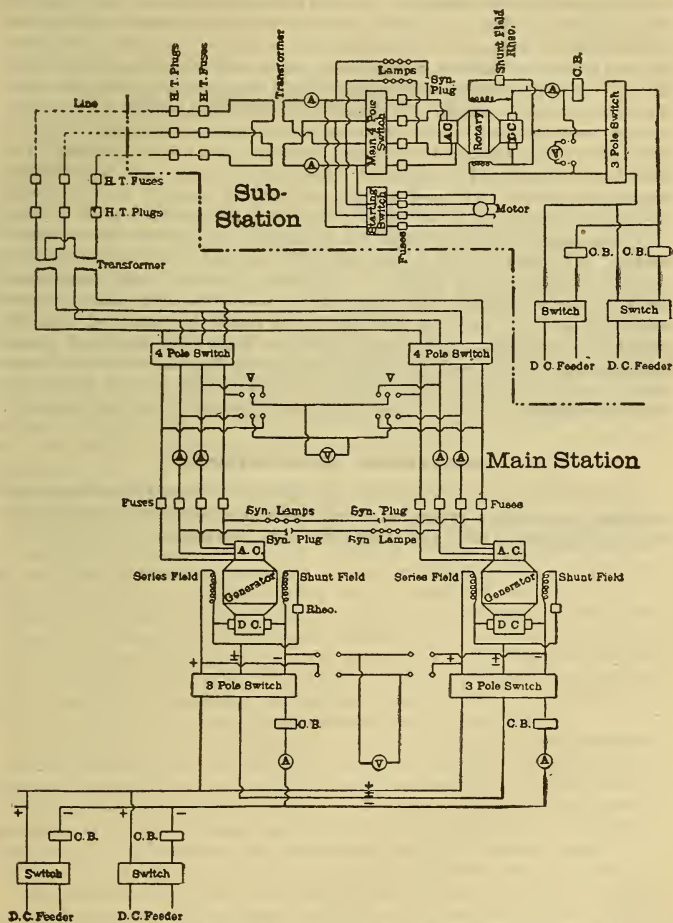 H.T. Plugs
H.T. Fuses
Transformer
Lamps
Syn. Plug
Shunt Field Rheo.
C.B.
Line
A
Main 4 Pole Switch
A C
Rotary
DC
A
V
3 Pole Switch
A
H.T. Fuses
H.T. Plugs
Sub-
Station
Starting Switch
Motor
Fuses
Transformer
C.B.
C.B.
Switch
Switch
D C. Feeder
D.C. Feeder
4 Pole Switch
4 Pole Switch
V
V
V
A
A
A
A
Main Station
Fuses
Fuses
Syn. Lamps
Syn. Plug
Syn. Plug
Syn Lamps
A. C.
A. C.
Series Field
Shunt Field
Series Field
Shunt Field
Generator
Generator
Rheo.
D C.
D C
+
±
−
+
±
−
3 Pole Switch
3 Pole Switch
C.B.
C.B.
A
V
A
+
±
−
+
−
+
−
C.B.
C.B.
Switch
Switch
D.C. Feeder
D.C. Feeder